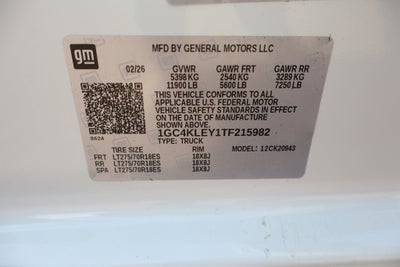 gm
MFD BY GENERAL MOTORS LLC
02/26 GVWR GAWR FRT GAWR RR
5398 KG 2540 KG 3289 KG
11900 LB 5600 LB 7250 LB
THIS VEHICLE CONFORMS TO ALL
APPLICABLE U.S. FEDERAL MOTOR
VEHICLE SAFETY STANDARDS IN EFFECT
ON THE DATE OF MANUFACTURE
SHOWN ABOVE.
1GC4KLEY1TF215982
TYPE: TRUCK
862A
TIRE SIZE RIM 12CK20943
FRT LT275/70R18ES 18X8J
RR LT275/70R18ES 18X8J
SPA LT275/70R18ES 18X8J